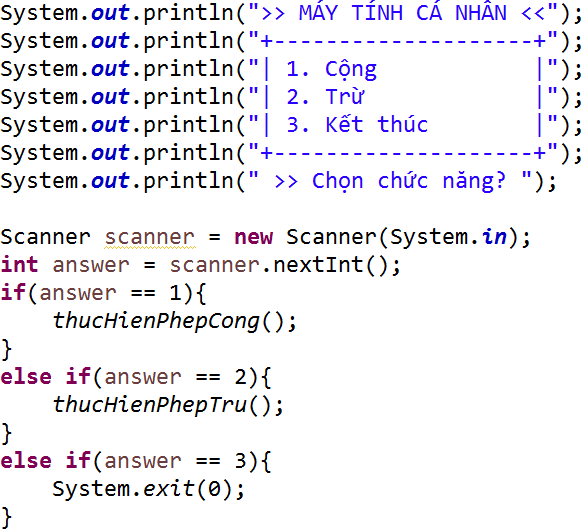 System.out.println(">> MÁY TÍNH CÁ NHÂN <<");
System.out.println("+--------------------+");
System.out.println("| 1. Cộng            |");
System.out.println("| 2. Trừ             |");
System.out.println("| 3. Kết thúc        |");
System.out.println("+--------------------+");
System.out.println(" >> Chọn chức năng? ");

Scanner scanner = new Scanner(System.in);
int answer = scanner.nextInt();
if(answer == 1){
    thucHienPhepCong();
}
else if(answer == 2){
    thucHienPhepTru();
}
else if(answer == 3){
    System.exit(0);
}